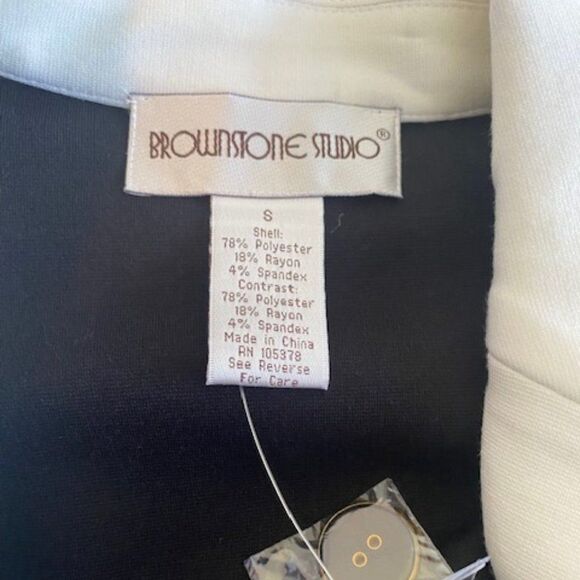 BROWNSTONE STUDIO®
S
Shell:
78% Polyester
18% Rayon
4% Spandex
Contrast:
78% Polyester
18% Rayon
4% Spandex
Made in China
RN 105378
See Reverse
For Care